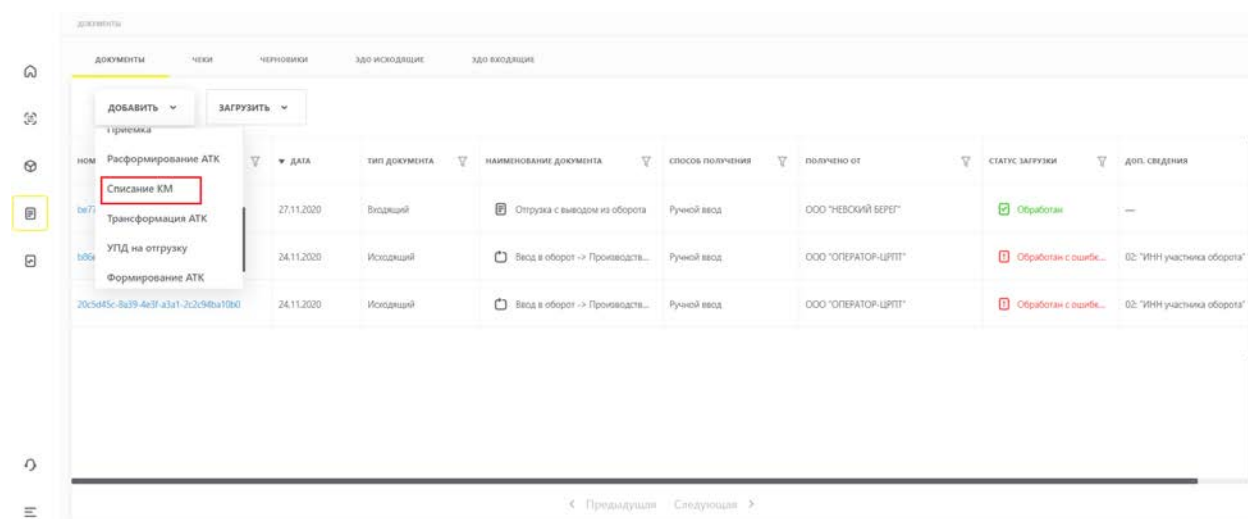 ДОКУМЕНТЫ
ДОКУМЕНТЫ ЧЕКИ ЧЕРНОВИКИ ЭДО ИСХОДЯЩИЕ ЭДО ВХОДЯЩИЕ
ДОБАВИТЬ ЗАГРУЗИТЬ
Приемка
Расформирование АТК
Списание КМ
Трансформация АТК
УПД на отгрузку
Формирование АТК
НОМ ДАТА ТИП ДОКУМЕНТА НАИМЕНОВАНИЕ ДОКУМЕНТА СПОСОБ ПОЛУЧЕНИЯ ПОЛУЧЕНО ОТ СТАТУС ЗАГРУЗКИ ДОП. СВЕДЕНИЯ
be77 27.11.2020 Входящий Отгрузка с выводом из оборота Ручной ввод ООО "НЕВСКИЙ БЕРЕГ" Обработан —
b86e 24.11.2020 Исходящий Ввод в оборот -> Производств... Ручной ввод ООО "ОПЕРАТОР-ЦРПТ" Обработан с ошибк... 02: "ИНН участника оборота"
20c5d45c-8a39-4e3f-a3a1-2c2c94ba10b0 24.11.2020 Исходящий Ввод в оборот -> Производств... Ручной ввод ООО "ОПЕРАТОР-ЦРПТ" Обработан с ошибк... 02: "ИНН участника оборота"
< Предыдущая Следующая >